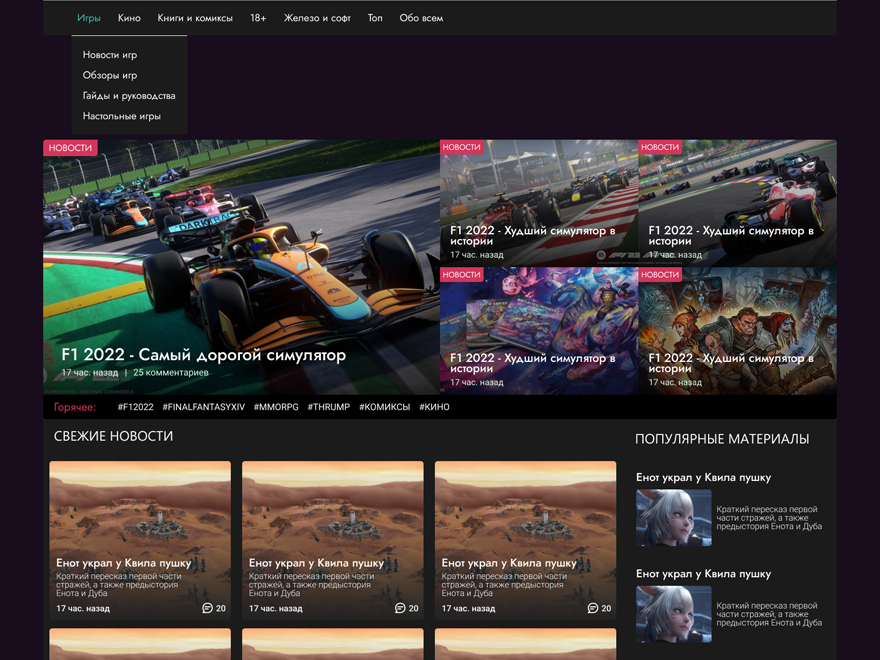 Игры Кино Книги и комиксы 18+ Железо и софт Топ Обо всем
Новости игр
Обзоры игр
Гайды и руководства
Настольные игры
НОВОСТИ
DARKTRACE
F1 2022 - Самый дорогой симулятор
17 час. назад | 25 комментариев
НОВОСТИ
F1 2022 - Худший симулятор в
истории
17 час. назад
НОВОСТИ
F1 2022 - Худший симулятор в
истории
17 час. назад
НОВОСТИ
F1 2022 - Худший симулятор в
истории
17 час. назад
НОВОСТИ
F1 2022 - Худший симулятор в
истории
17 час. назад
Горячее: #F12022 #FINALFANTASYXIV #MMORPG #THRUMP #КОМИКСЫ #КИНО
СВЕЖИЕ НОВОСТИ
Енот украл у Квила пушку
Краткий пересказ первой части
стражей, а также предыстория
Енота и Дуба
17 час. назад 20
Енот украл у Квила пушку
Краткий пересказ первой части
стражей, а также предыстория
Енота и Дуба
17 час. назад 20
Енот украл у Квила пушку
Краткий пересказ первой части
стражей, а также предыстория
Енота и Дуба
17 час. назад 20
ПОПУЛЯРНЫЕ МАТЕРИАЛЫ
Енот украл у Квила пушку
Краткий пересказ первой
части стражей, а также
предыстория Енота и Дуба
Енот украл у Квила пушку
Краткий пересказ первой
части стражей, а также
предыстория Енота и Дуба